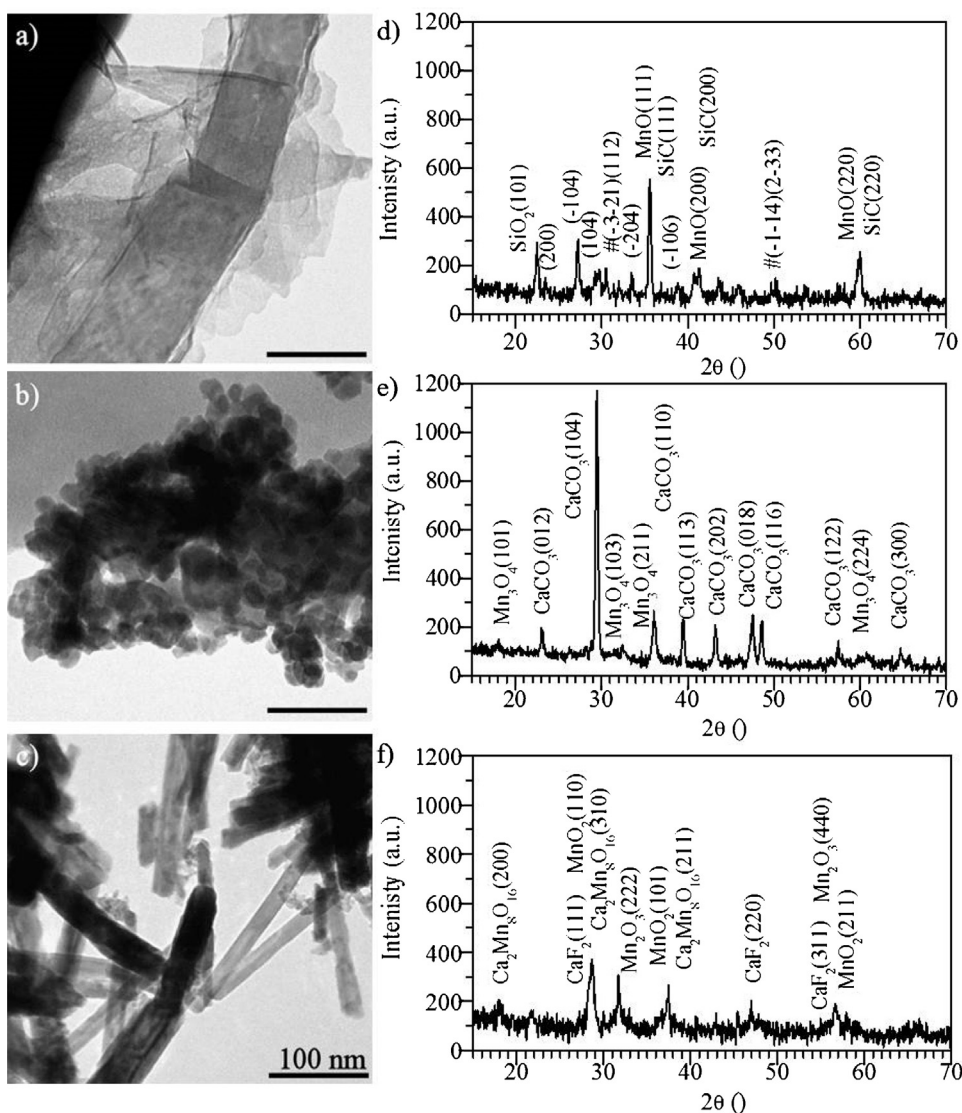 a)
d)
1200
1000
800
600
400
200
0
Intenisty (a.u.)
SiO2(101)
(200)
(-104)
(104)
#(-3-21)(112)
(-204)
MnO(111)
SiC(111)
(-106)
MnO(200)
SiC(200)
#(-1-14)(2-33)
MnO(220)
SiC(220)
20 30 40 50 60 70
2θ ()
b)
e)
1200
1000
800
600
400
200
0
Intenisty (a.u.)
Mn3O4(101)
CaCO3(012)
CaCO3(104)
Mn3O4(103)
Mn3O4(211)
CaCO3(110)
CaCO3(113)
CaCO3(202)
CaCO3(018)
CaCO3(116)
CaCO3(122)
Mn3O4(224)
CaCO3(300)
20 30 40 50 60 70
2θ ()
c)
100 nm
f)
1200
1000
800
600
400
200
0
Intenisty (a.u.)
Ca2Mn8O16(200)
CaF2(111)
MnO2(110)
Ca2Mn8O16(310)
Mn2O3(222)
MnO2(101)
Ca2Mn8O16(211)
CaF2(220)
CaF2(311)
Mn2O3(440)
MnO2(211)
20 30 40 50 60 70
2θ ()